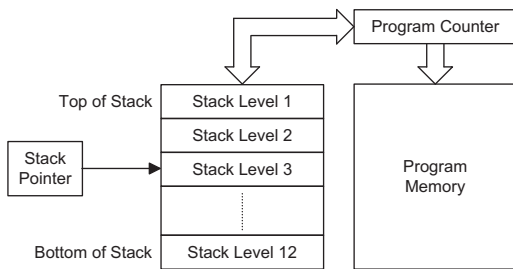 Program Counter
Top of Stack
Stack Level 1
Stack Level 2
Stack
Pointer
Stack Level 3
Program
Memory
Bottom of Stack
Stack Level 12